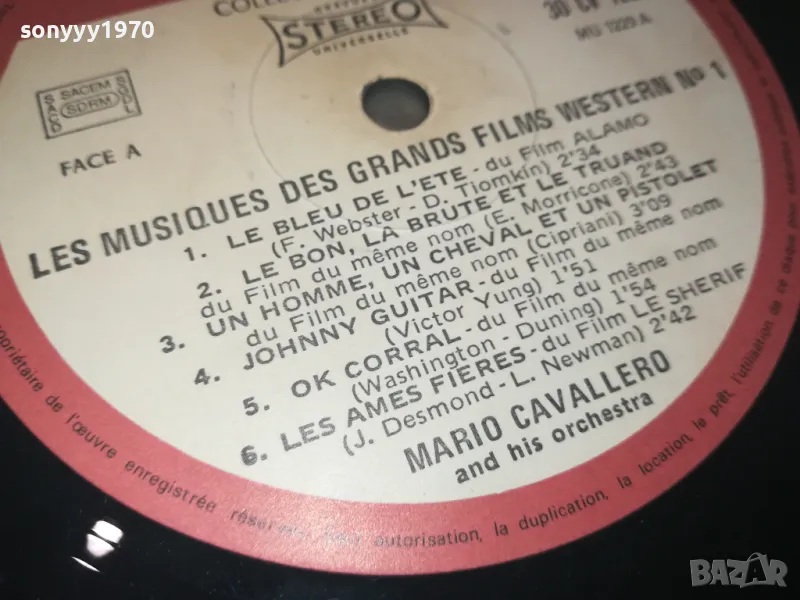 sonyyy1970
STEREO
UNIVERSELLE
MU 1229 A
SACEM
SACD
SDRM
SGDL
FACE A
LES MUSIQUES DES GRANDS FILMS WESTERN Nº 1
1. LE BLEU DE L'ETE - du Film ALAMO
(F. Webster - D. Tiomkin) 2'34
2. LE BON, LA BRUTE ET LE TRUAND
du Film du même nom (E. Morricone) 2'43
3. UN HOMME, UN CHEVAL ET UN PISTOLET
du Film du même nom (Cipriani) 3'09
4. JOHNNY GUITAR - du Film du même nom
(Victor Yung) 1'51
5. OK CORRAL - du Film du même nom
(Washington - Duning) 1'54
6. LES AMES FIERES - du Film LE SHERIF
(J. Desmond - L. Newman) 2'42
MARIO CAVALLERO
and his orchestra
propriétaire de l'œuvre enregistrée réservés. Sauf autorisation, la duplication, la location, le prêt, l'utilisation de ce disque pour
BAZAR
bazar.bg